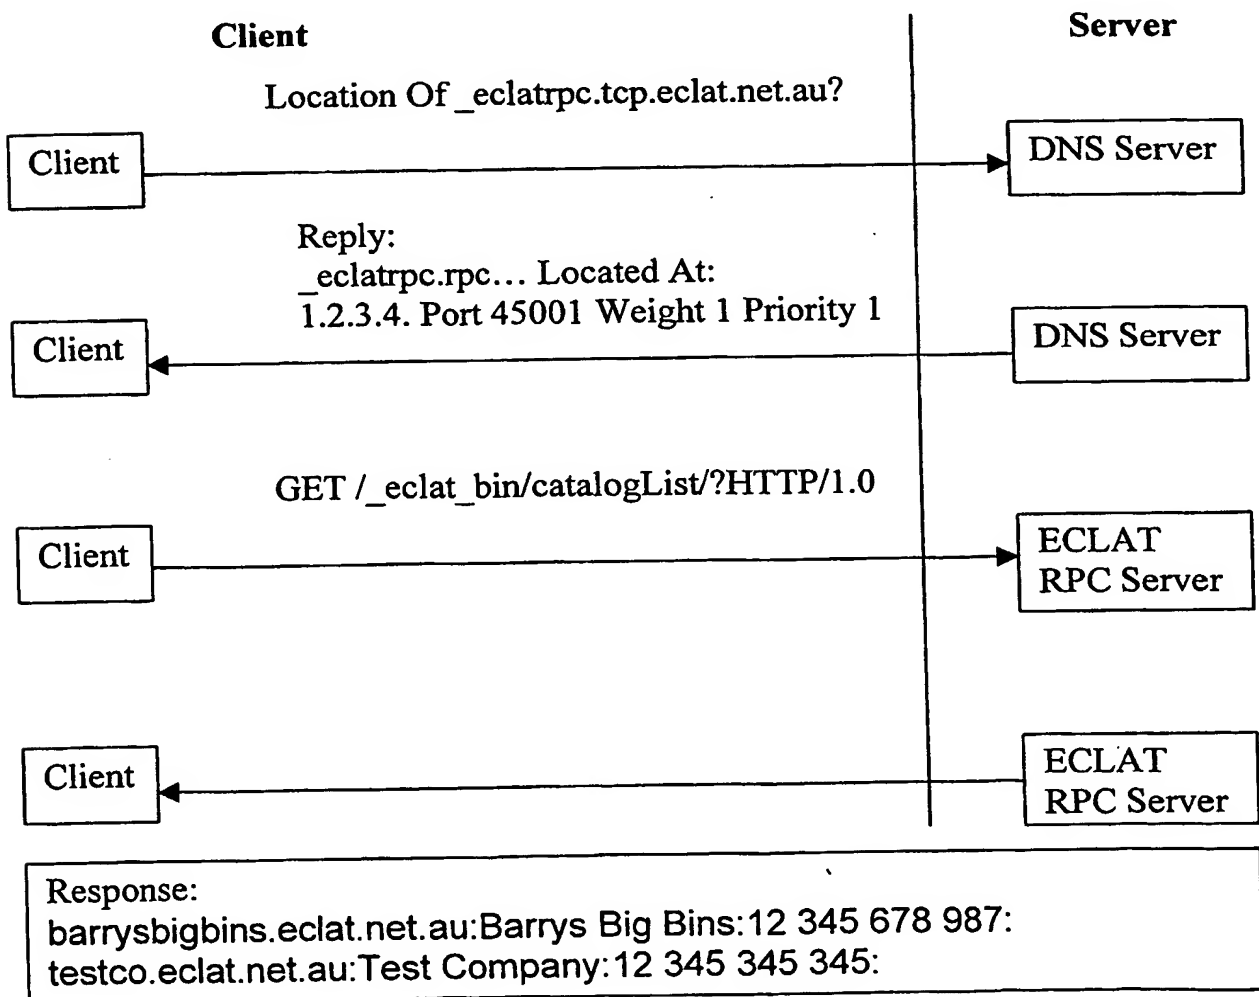 Client
Server
Location Of _eclatrpc.tcp.eclat.net.au?
Client
DNS Server
Reply:
_eclatrpc.rpc... Located At:
1.2.3.4. Port 45001 Weight 1 Priority 1
Client
DNS Server
GET /_eclat_bin/catalogList/?HTTP/1.0
Client
ECLAT
RPC Server
Client
ECLAT
RPC Server
Response:
barrysbigbins.eclat.net.au:Barrys Big Bins:12 345 678 987:
testco.eclat.net.au:Test Company:12 345 345 345: